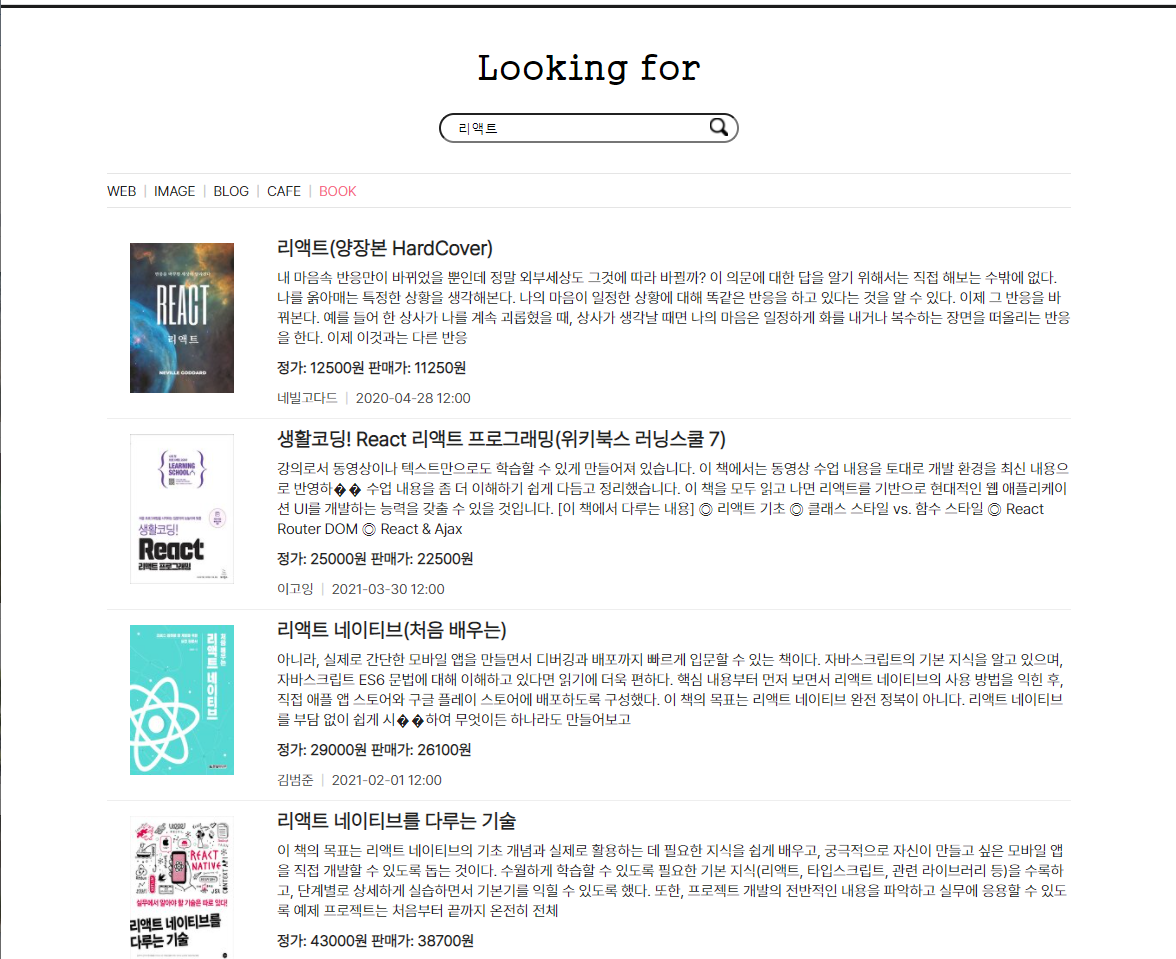 Looking for
리액트
WEB | IMAGE | BLOG | CAFE | BOOK
REACT
리액트
NEVILLE GODDARD
리액트(양장본 HardCover)
내 마음속 반응만이 바뀌었을 뿐인데 정말 외부세상도 그것에 따라 바뀔까? 이 의문에 대한 답을 알기 위해서는 직접 해보는 수밖에 없다.
나를 옭아매는 특정한 상황을 생각해본다. 나의 마음이 일정한 상황에 대해 똑같은 반응을 하고 있다는 것을 알 수 있다. 이제 그 반응을 바
꿔본다. 예를 들어 한 상사가 나를 계속 괴롭혔을 때, 상사가 생각날 때면 나의 마음은 일정하게 화를 내거나 복수하는 장면을 떠올리는 반응
을 한다. 이제 이것과는 다른 반응
정가: 12500원 판매가: 11250원
네빌고다드 | 2020-04-28 12:00
LEARNING
SCHOOL
생활코딩!
React
리액트 프로그래밍
생활코딩! React 리액트 프로그래밍(위키북스 러닝스쿨 7)
강의로서 동영상이나 텍스트만으로도 학습할 수 있게 만들어져 있습니다. 이 책에서는 동영상 수업 내용을 토대로 개발 환경을 최신 내용으
로 반영하�� 수업 내용을 좀 더 이해하기 쉽게 다듬고 정리했습니다. 이 책을 모두 읽고 나면 리액트를 기반으로 현대적인 웹 애플리케이
션 UI를 개발하는 능력을 갖출 수 있을 것입니다. [이 책에서 다루는 내용] ◎ 리액트 기초 ◎ 클래스 스타일 vs. 함수 스타일 ◎ React
Router DOM ◎ React & Ajax
정가: 25000원 판매가: 22500원
이고잉 | 2021-03-30 12:00
처음 배우는
리액트 네이티브
리액트 네이티브(처음 배우는)
아니라, 실제로 간단한 모바일 앱을 만들면서 디버깅과 배포까지 빠르게 입문할 수 있는 책이다. 자바스크립트의 기본 지식을 알고 있으며,
자바스크립트 ES6 문법에 대해 이해하고 있다면 읽기에 더욱 편하다. 핵심 내용부터 먼저 보면서 리액트 네이티브의 사용 방법을 익힌 후,
직접 애플 앱 스토어와 구글 플레이 스토어에 배포하도록 구성했다. 이 책의 목표는 리액트 네이티브 완전 정복이 아니다. 리액트 네이티브
를 부담 없이 쉽게 시��하여 무엇이든 하나라도 만들어보고
정가: 29000원 판매가: 26100원
김범준 | 2021-02-01 12:00
REACT
NATIVE
실무에서 알아야 할 기술은 따로 있다!
리액트 네이티브를
다루는 기술
리액트 네이티브를 다루는 기술
이 책의 목표는 리액트 네이티브의 기초 개념과 실제로 활용하는 데 필요한 지식을 쉽게 배우고, 궁극적으로 자신이 만들고 싶은 모바일 앱
을 직접 개발할 수 있도록 돕는 것이다. 수월하게 학습할 수 있도록 필요한 기본 지식(리액트, 타입스크립트, 관련 라이브러리 등)을 수록하
고, 단계별로 상세하게 실습하면서 기본기를 익힐 수 있도록 했다. 또한, 프로젝트 개발의 전반적인 내용을 파악하고 실무에 응용할 수 있도
록 예제 프로젝트는 처음부터 끝까지 온전히 전체
정가: 43000원 판매가: 38700원